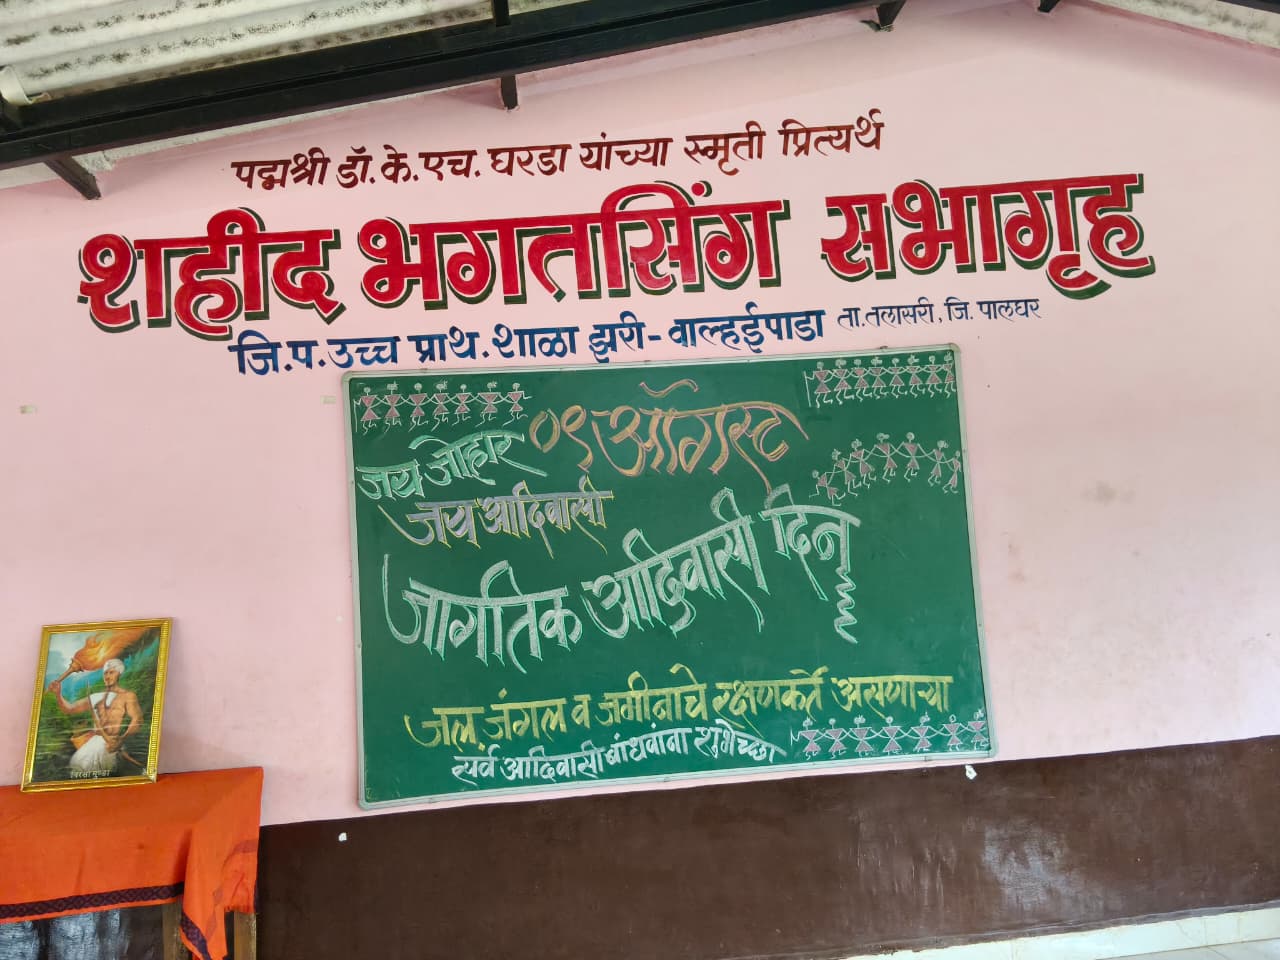 पद्मश्री डॉ. के. एच. घरडा यांच्या स्मृती प्रित्यर्थ
शहीद भगतसिंग सभागृह
जि.प. उच्च प्राथ. शाळा झरी - वाल्हईपाडा ता. तलासरी, जि. पालघर
०९ ऑगस्ट
जय जोहार
जय आदिवासी
जागतिक आदिवासी दिन
जल, जंगल व जमीनाचे रक्षणकर्ते असणाऱ्या
सर्व आदिवासी बांधवांना शुभेच्छा
बिरसा मुण्डा